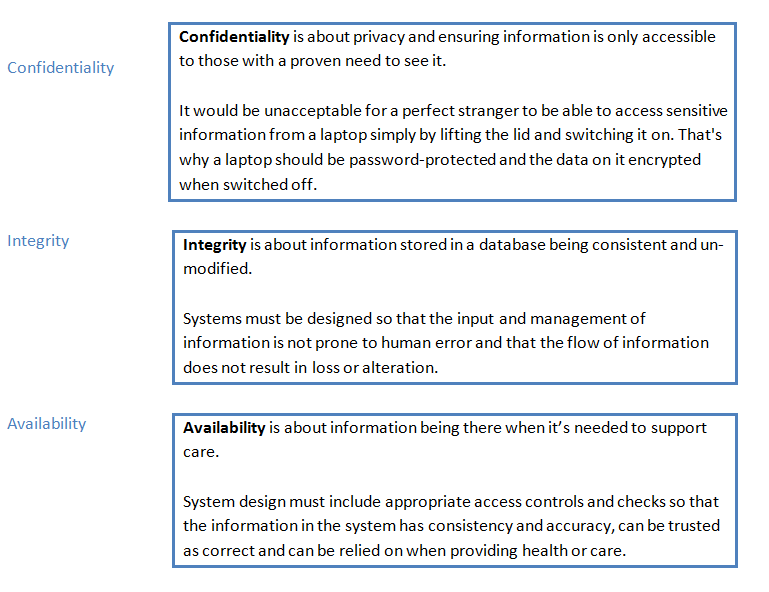 Confidentiality
Confidentiality is about privacy and ensuring information is only accessible
to those with a proven need to see it.
It would be unacceptable for a perfect stranger to be able to access sensitive
information from a laptop simply by lifting the lid and switching it on. That's
why a laptop should be password-protected and the data on it encrypted
when switched off.
Integrity
Integrity is about information stored in a database being consistent and un-
modified.
Systems must be designed so that the input and management of
information is not prone to human error and that the flow of information
does not result in loss or alteration.
Availability
Availability is about information being there when it’s needed to support
care.
System design must include appropriate access controls and checks so that
the information in the system has consistency and accuracy, can be trusted
as correct and can be relied on when providing health or care.